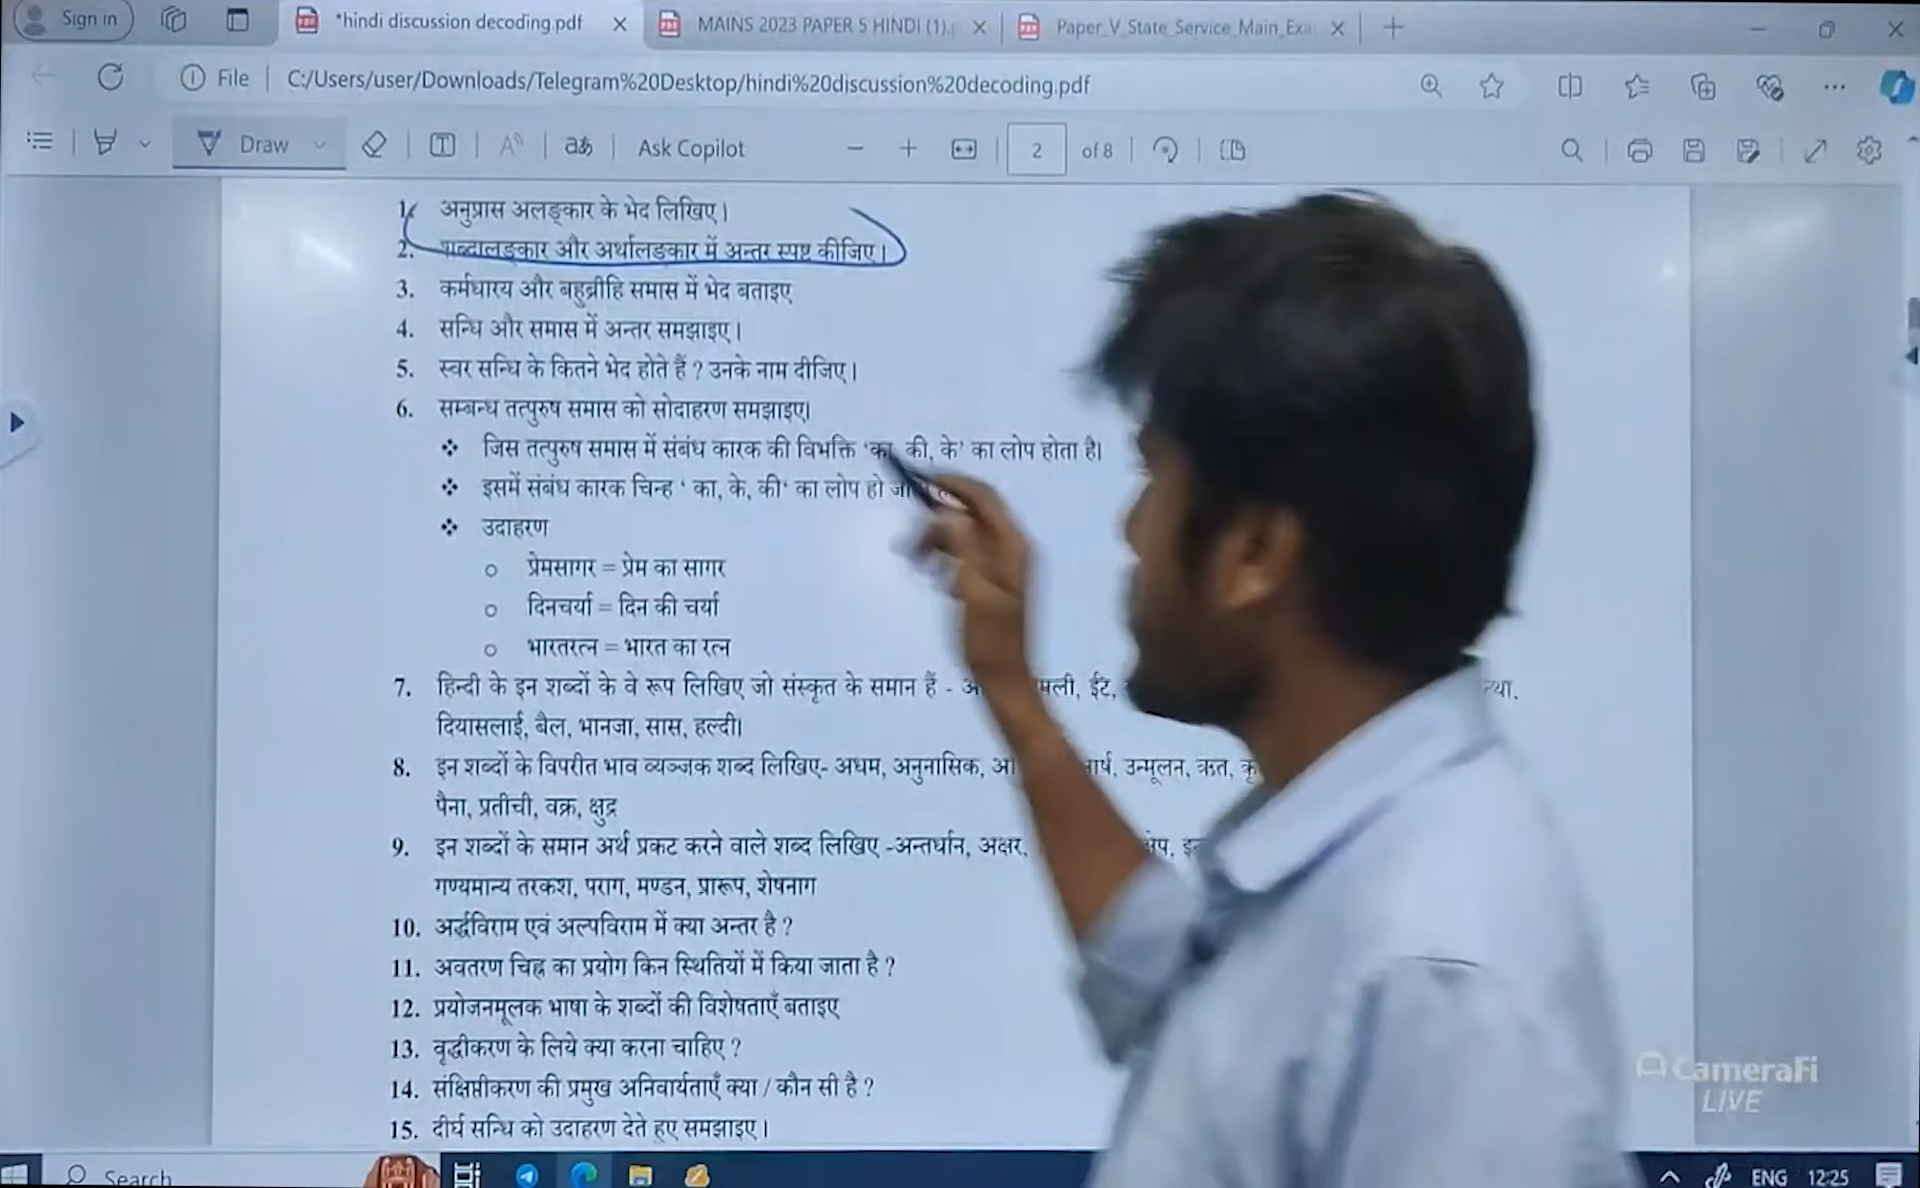 Sign in
*hindi discussion decoding.pdf
MAINS 2023 PAPER 5 HINDI (1).
Paper_V_State_Service_Main_Exa
File
C:/Users/user/Downloads/Telegram%20Desktop/hindi%20discussion%20decoding.pdf
Draw
Ask Copilot
2 of 8
1. अनुप्रास अलङ्कार के भेद लिखिए।
2. शब्दालङ्कार और अर्थालङ्कार में अन्तर स्पष्ट कीजिए।
3. कर्मधारय और बहुब्रीहि समास में भेद बताइए
4. सन्धि और समास में अन्तर समझाइए।
5. स्वर सन्धि के कितने भेद होते हैं ? उनके नाम दीजिए।
6. सम्बन्ध तत्पुरुष समास को सोदाहरण समझाइए।
❖ जिस तत्पुरुष समास में संबंध कारक की विभक्ति 'का, की, के' का लोप होता है।
❖ इसमें संबंध कारक चिन्ह ' का, के, की' का लोप हो
❖ उदाहरण
○ प्रेमसागर = प्रेम का सागर
○ दिनचर्या = दिन की चर्या
○ भारतरत्न = भारत का रत्न
7. हिन्दी के इन शब्दों के वे रूप लिखिए जो संस्कृत के समान हैं - ईंट,
दियासलाई, बैल, भानजा, सास, हल्दी।
8. इन शब्दों के विपरीत भाव व्यञ्जक शब्द लिखिए- अधम, अनुनासिक, उन्मूलन, ऋत,
पैना, प्रतीची, वक्र, क्षुद्र
9. इन शब्दों के समान अर्थ प्रकट करने वाले शब्द लिखिए -अन्तर्धान, अक्षर,
गण्यमान्य तरकश, पराग, मण्डन, प्रारूप, शेषनाग
10. अर्द्धविराम एवं अल्पविराम में क्या अन्तर है ?
11. अवतरण चिह्न का प्रयोग किन स्थितियों में किया जाता है ?
12. प्रयोजनमूलक भाषा के शब्दों की विशेषताएँ बताइए
13. वृद्धीकरण के लिये क्या करना चाहिए ?
14. संक्षिप्तीकरण की प्रमुख अनिवार्यताएँ क्या / कौन सी है ?
15. दीर्घ सन्धि को उदाहरण देते हुए समझाइए।
CameraFi
LIVE
Search
ENG 12:25